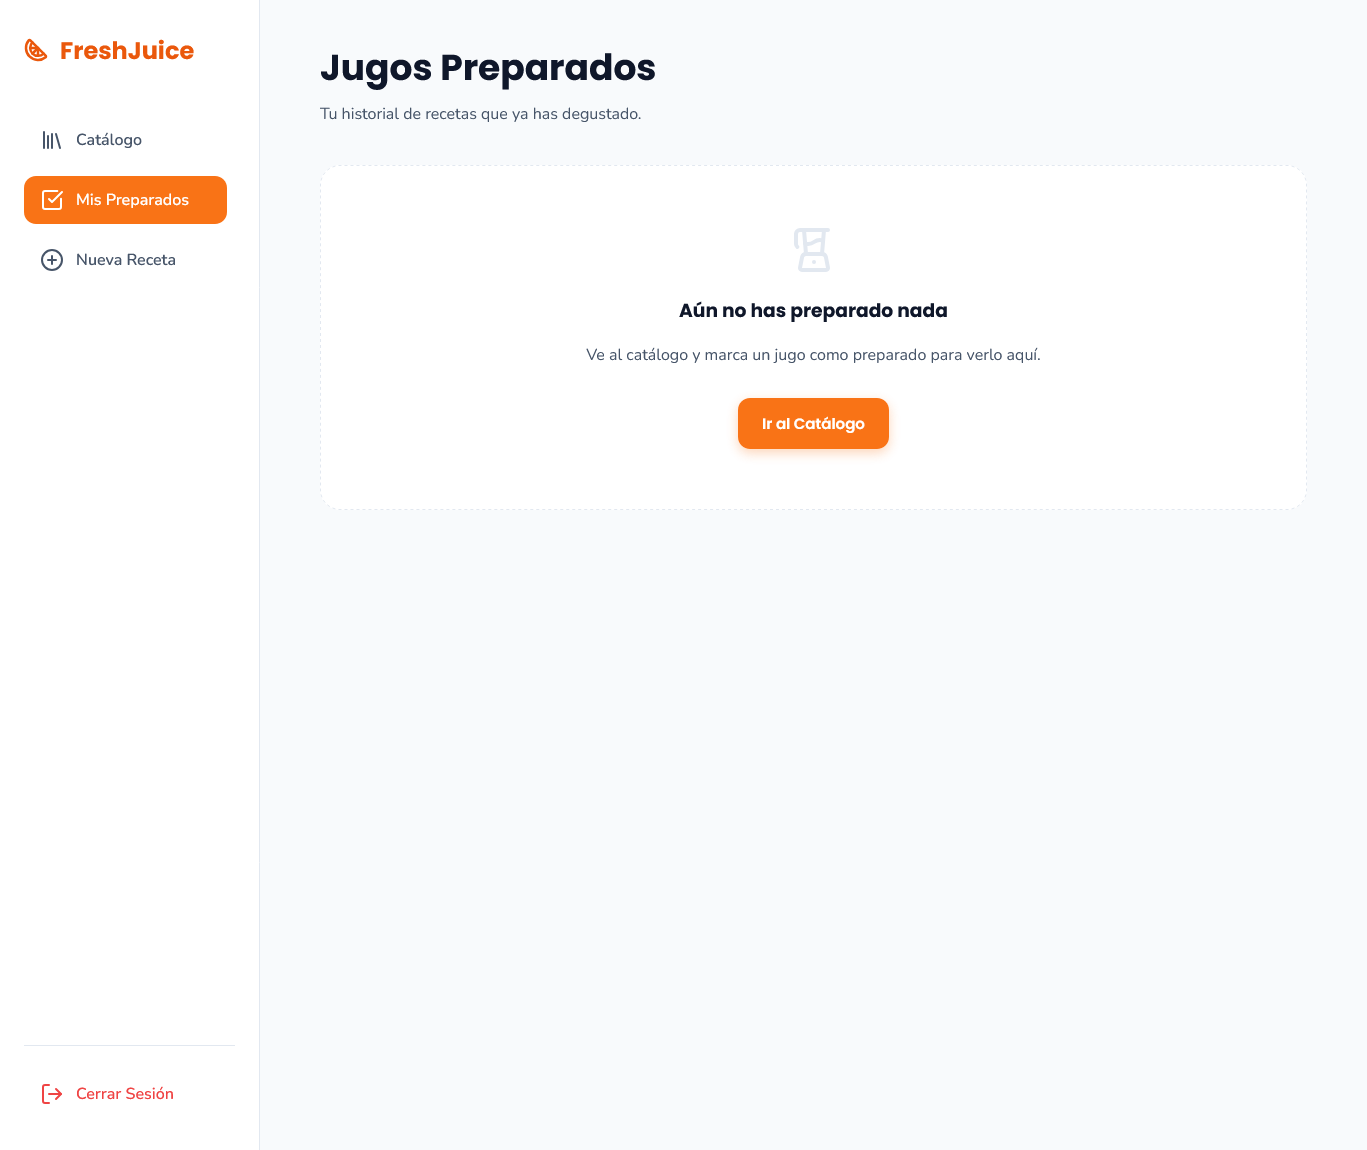 FreshJuice
Catálogo
Mis Preparados
Nueva Receta
Cerrar Sesión
Jugos Preparados
Tu historial de recetas que ya has degustado.
Aún no has preparado nada
Ve al catálogo y marca un jugo como preparado para verlo aquí.
Ir al Catálogo